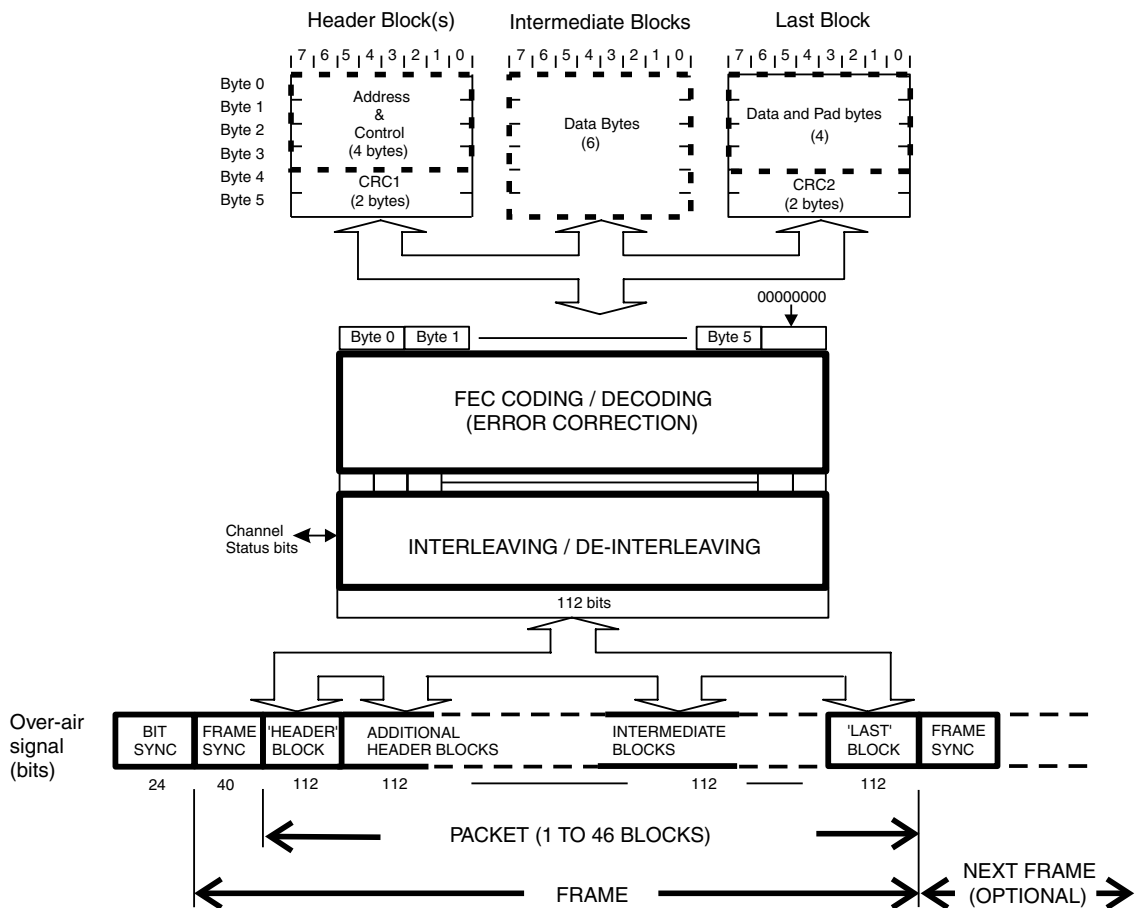 Header Block(s) Intermediate Blocks Last Block
7 6 5 4 3 2 1 0 7 6 5 4 3 2 1 0 7 6 5 4 3 2 1 0
Byte 0
Byte 1
Byte 2
Byte 3
Byte 4
Byte 5
Address
&
Control
(4 bytes)
CRC1
(2 bytes)
Data Bytes
(6)
Data and Pad bytes
(4)
CRC2
(2 bytes)
00000000
Byte 0 Byte 1 Byte 5
FEC CODING / DECODING
(ERROR CORRECTION)
Channel
Status bits
INTERLEAVING / DE-INTERLEAVING
112 bits
Over-air
signal
(bits)
BIT
SYNC
FRAME
SYNC
'HEADER'
BLOCK
ADDITIONAL
HEADER BLOCKS
INTERMEDIATE
BLOCKS
'LAST'
BLOCK
FRAME
SYNC
24 40 112 112 112 112
PACKET (1 TO 46 BLOCKS)
FRAME
NEXT FRAME
(OPTIONAL)